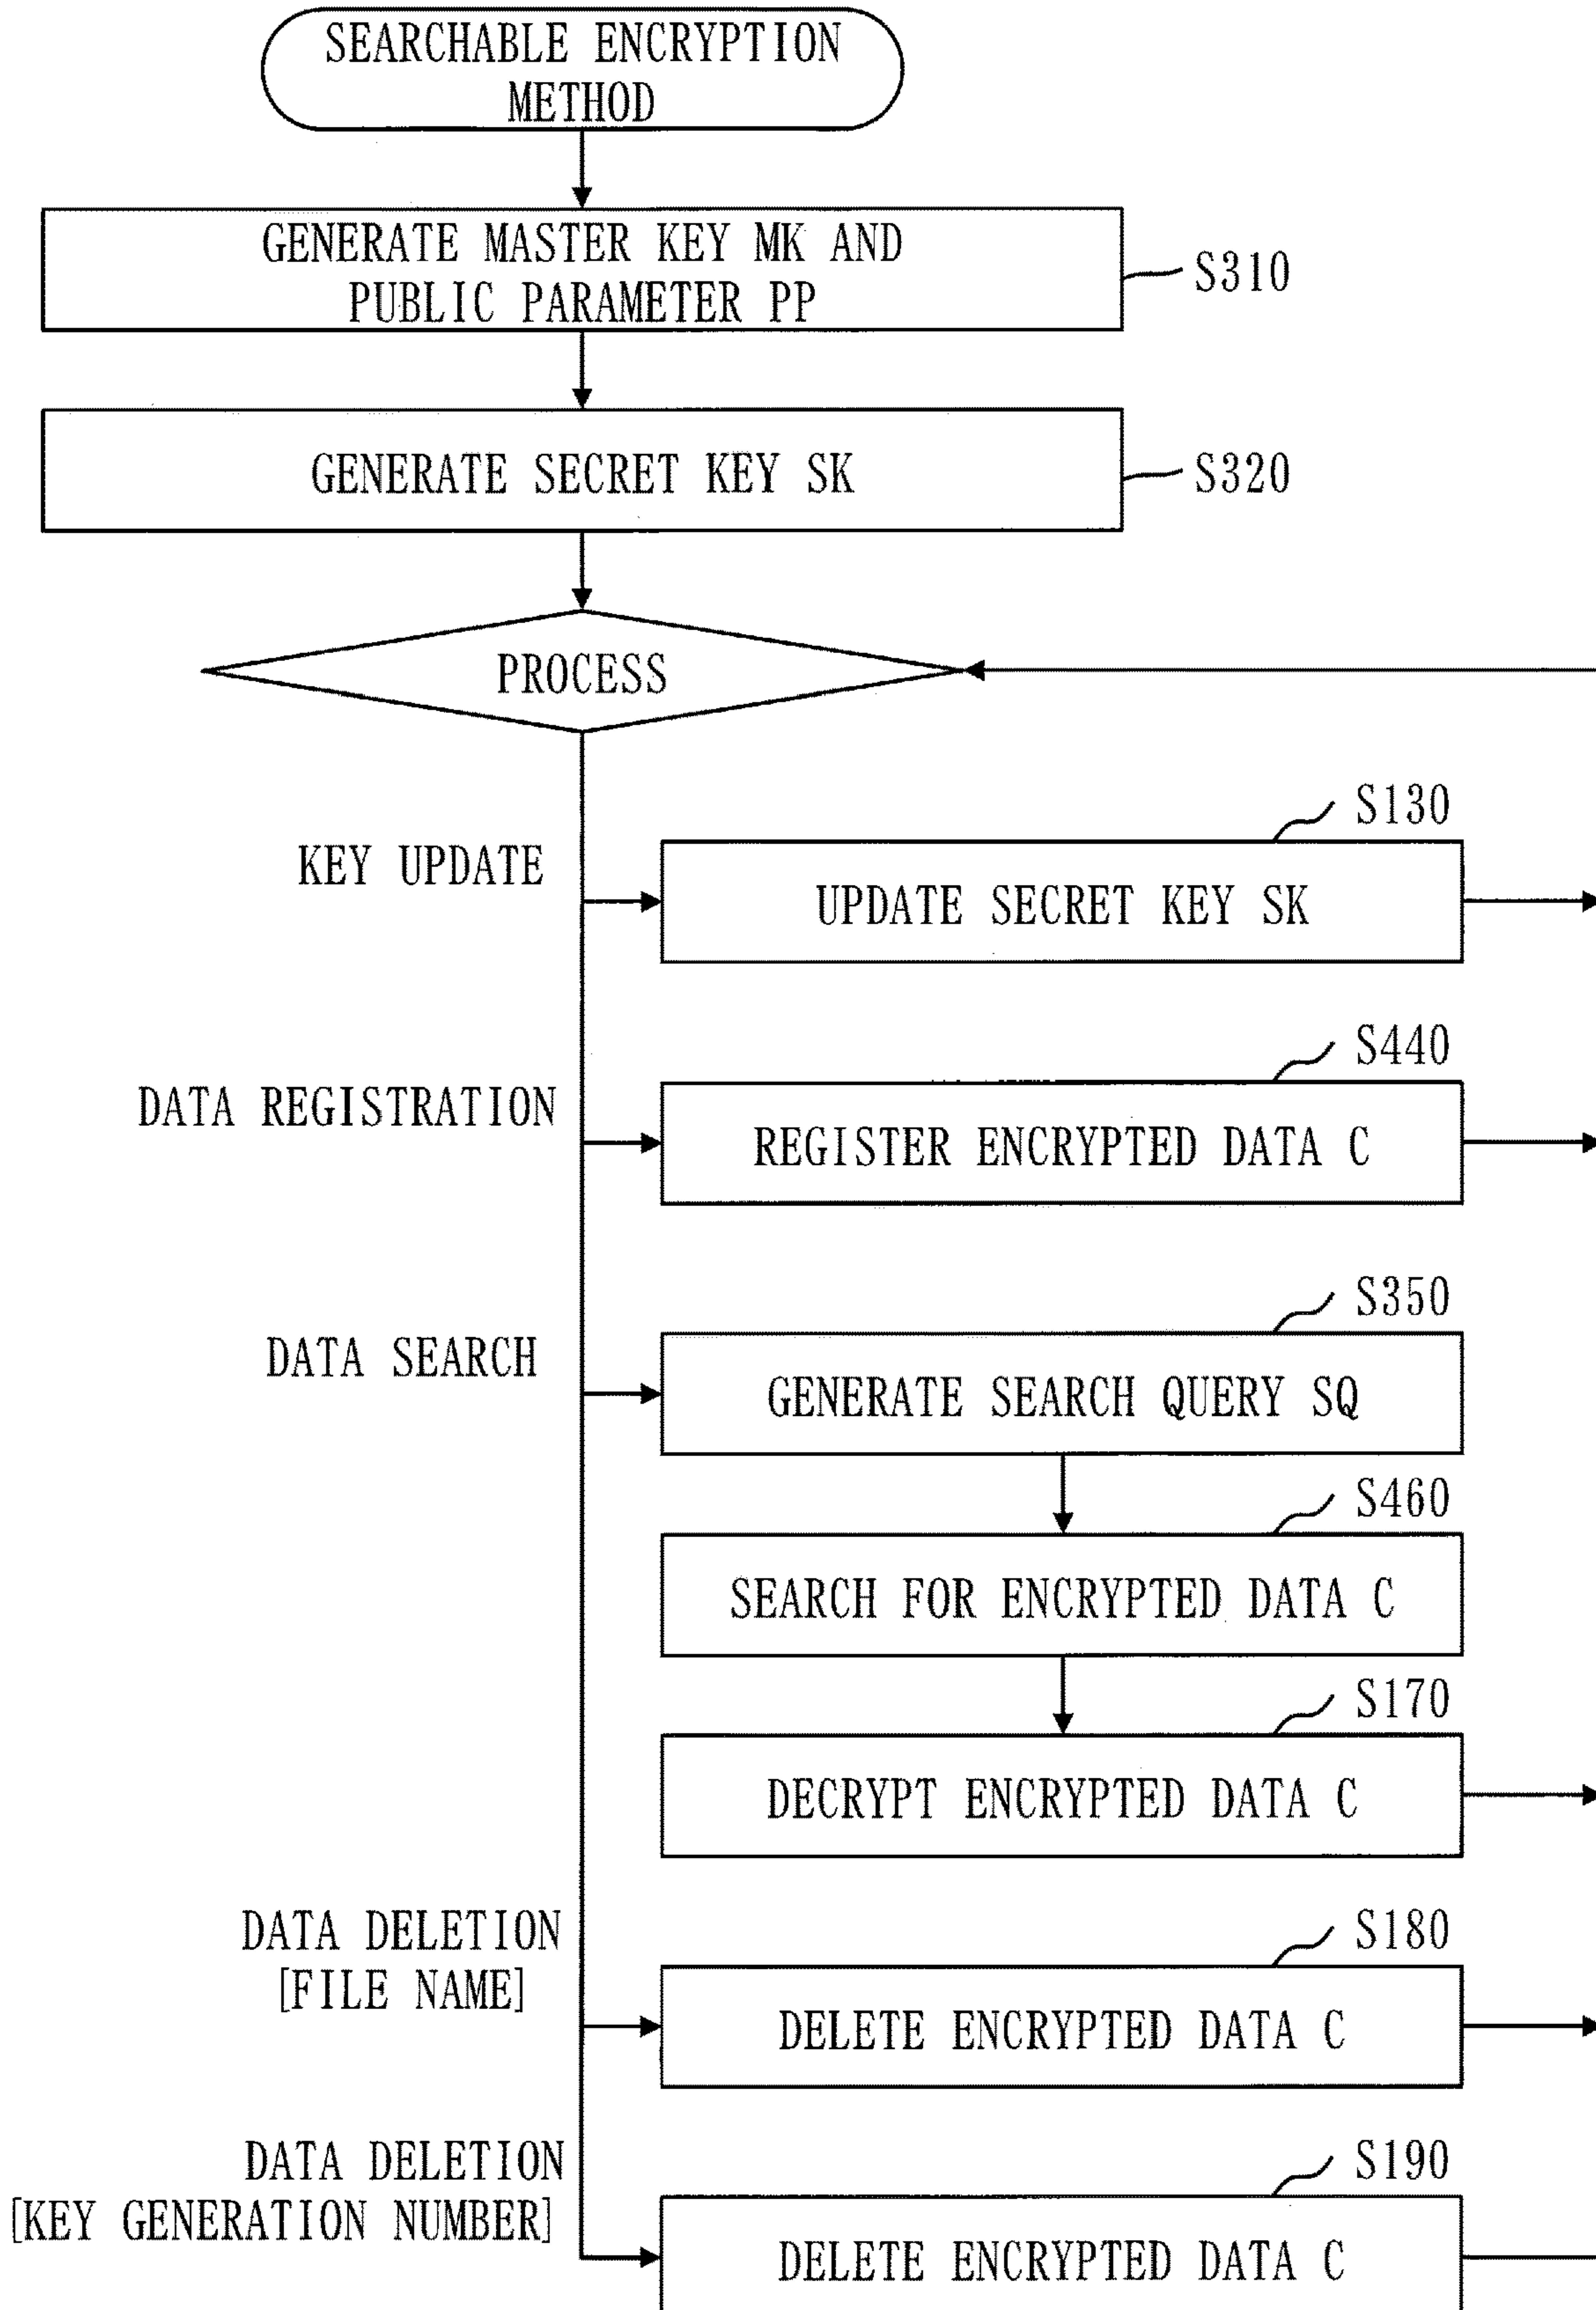 SEARCHABLE ENCRYPTION
METHOD
GENERATE MASTER KEY MK AND
PUBLIC PARAMETER PP
S310
GENERATE SECRET KEY SK
S320
PROCESS
S130
KEY UPDATE
UPDATE SECRET KEY SK
S440
DATA REGISTRATION
REGISTER ENCRYPTED DATA C
S350
DATA SEARCH
GENERATE SEARCH QUERY SQ
S460
SEARCH FOR ENCRYPTED DATA C
S170
DECRYPT ENCRYPTED DATA C
DATA DELETION
[FILE NAME]
S180
DELETE ENCRYPTED DATA C
DATA DELETION
[KEY GENERATION NUMBER]
S190
DELETE ENCRYPTED DATA C